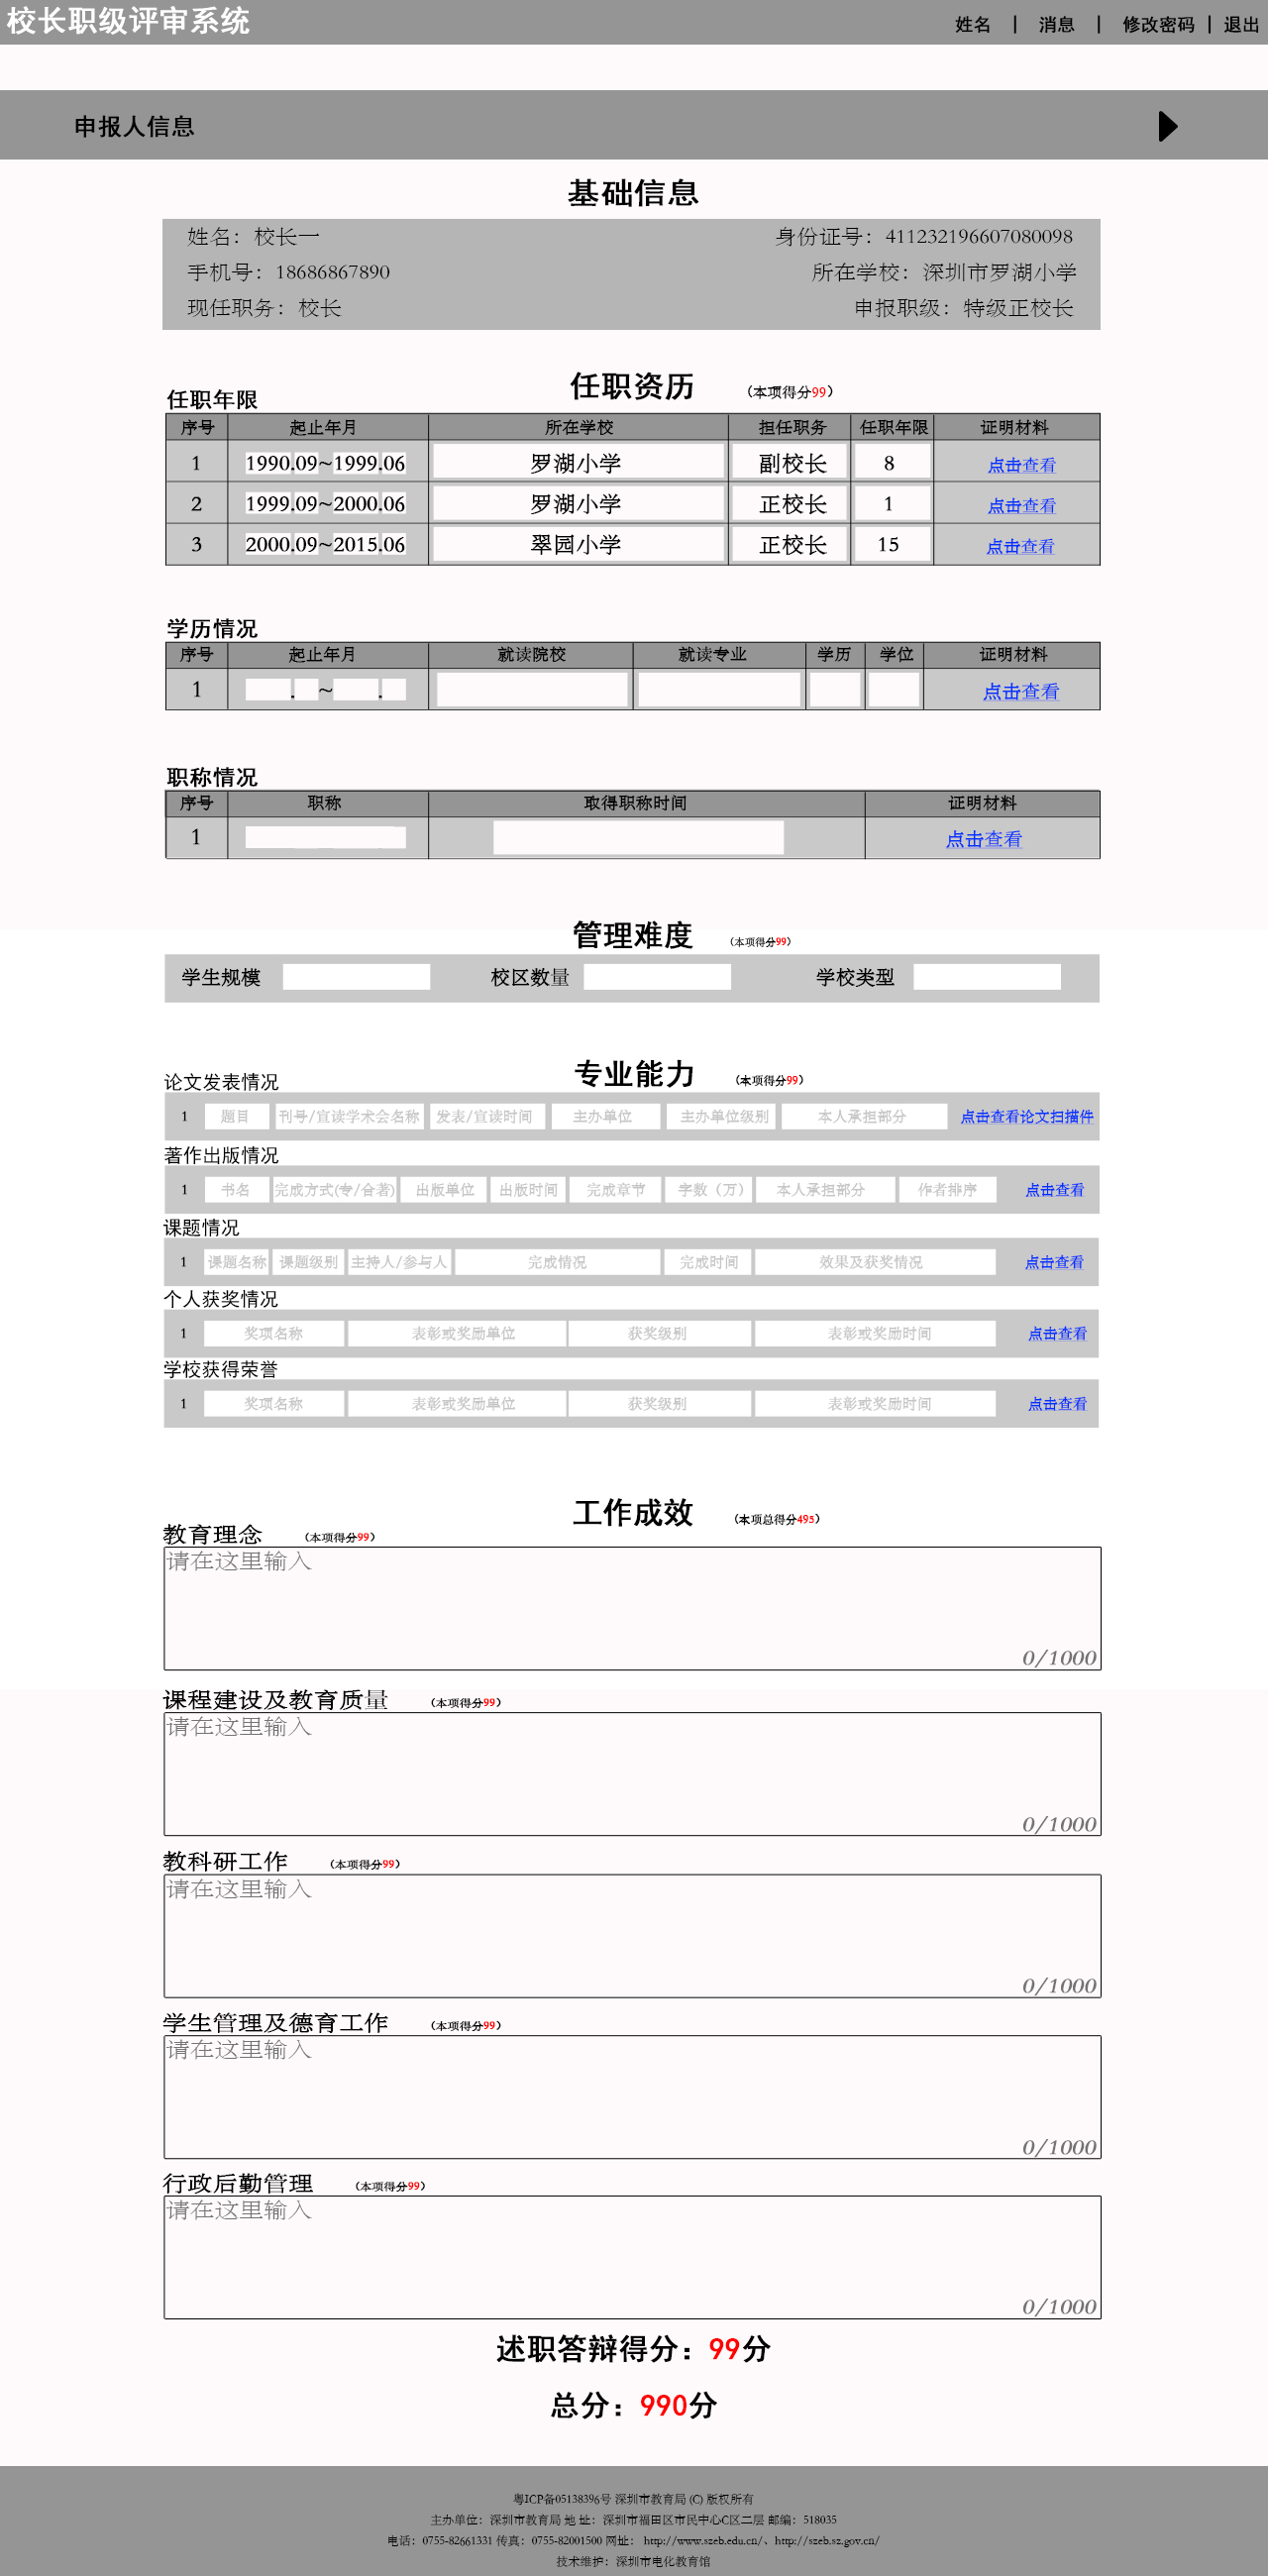 校长职级评审系统
姓名 | 消息 | 修改密码 | 退出
申报人信息
基础信息
姓名：校长一 身份证号：411232196607080098
手机号：18686867890 所在学校：深圳市罗湖小学
现任职务：校长 申报职级：特级正校长
任职资历 （本项得分99）
任职年限
序号 起止年月 所在学校 担任职务 任职年限 证明材料
1 1990.09~1999.06 罗湖小学 副校长 8 点击查看
2 1999.09~2000.06 罗湖小学 正校长 1 点击查看
3 2000.09~2015.06 翠园小学 正校长 15 点击查看
学历情况
序号 起止年月 就读院校 就读专业 学历 学位 证明材料
1 . ~ . 点击查看
职称情况
序号 职称 敢得职称时间 证明材料
1 点击查看
管理难度 （本项得分99）
学生规模 校区数量 学校类型
专业能力 （本项得分99）
论文发表情况
1 题目 刊号/宣读学术会名称 发表/宣读时间 主办单位 主办单位级别 本人承担部分 点击查看论文扫描件
著作出版情况
1 书名 完成方式(专/合著) 出版单位 出版时间 完成章节 字数（万） 本人承担部分 作者排序 点击查看
课题情况
1 课题名称 课题级别 主持人/参与人 完成情况 完成时间 效果及获奖情况 点击查看
个人获奖情况
1 奖项名称 表彰或奖励单位 获奖级别 表彰或奖励时间 点击查看
学校获得荣誉
1 奖项名称 表彰或奖励单位 获奖级别 表彰或奖励时间 点击查看
工作成效 （本项总得分495）
教育理念 （本项得分99）
请在这里输入
0/1000
课程建设及教育质量 （本项得分99）
请在这里输入
0/1000
教科研工作 （本项得分99）
请在这里输入
0/1000
学生管理及德育工作 （本项得分99）
请在这里输入
0/1000
行政后勤管理 （本项得分99）
请在这里输入
0/1000
述职答辩得分：99分
总分：990分
粤ICP备05138396号 深圳市教育局 (C) 版权所有
主办单位：深圳市教育局 地 址：深圳市福田区市民中心C区二层 邮编：518035
电话：0755-82661331 传真：0755-82001500 网址： http://www.szeb.edu.cn/、http://szeb.sz.gov.cn/
技术维护：深圳市电化教育馆